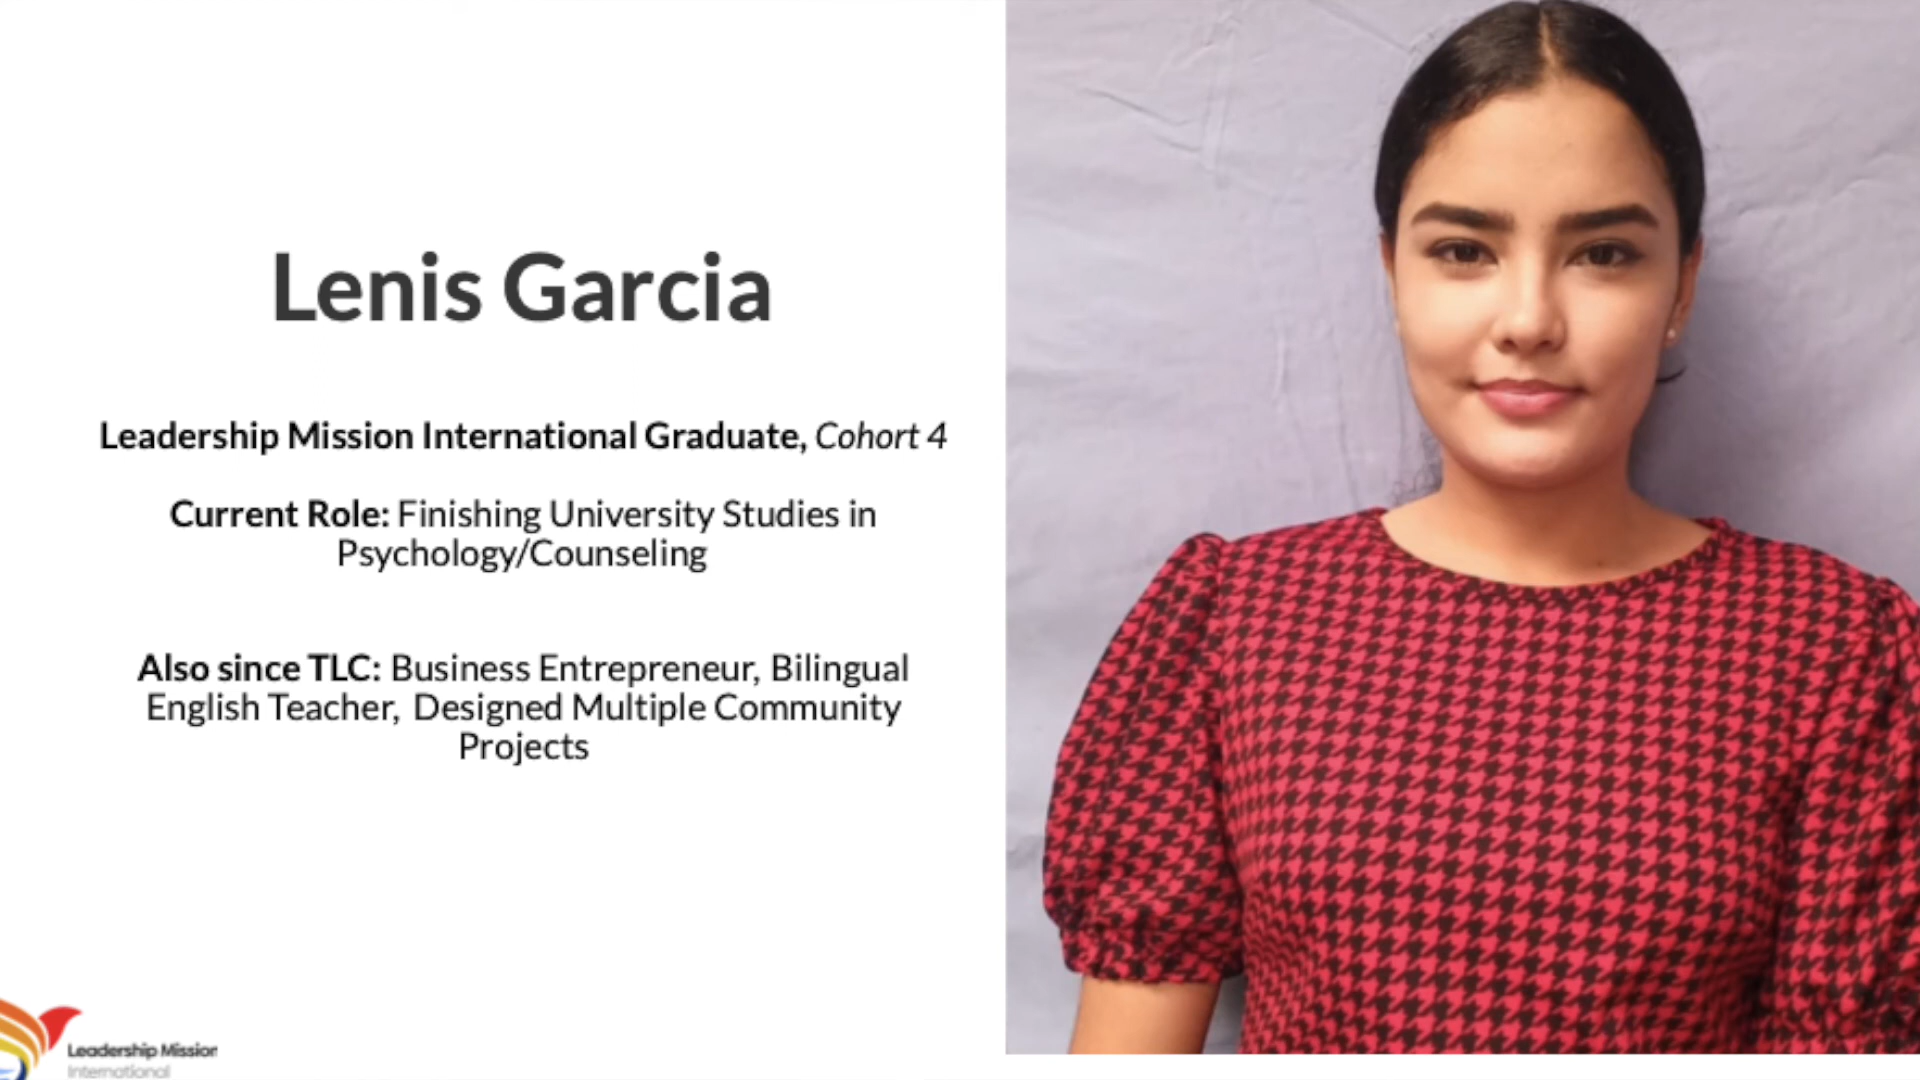 Lenis Garcia
Leadership Mission International Graduate, Cohort 4
Current Role: Finishing University Studies in
Psychology/Counseling
Also since TLC: Business Entrepreneur, Bilingual
English Teacher, Designed Multiple Community
Projects
Leadership Mission
International